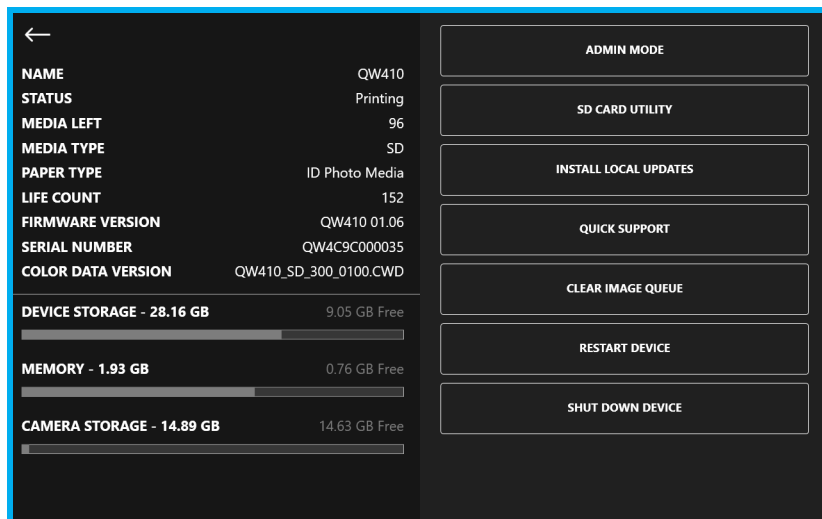 NAME QW410
STATUS Printing
MEDIA LEFT 96
MEDIA TYPE SD
PAPER TYPE ID Photo Media
LIFE COUNT 152
FIRMWARE VERSION QW410 01.06
SERIAL NUMBER QW4C9C000035
COLOR DATA VERSION QW410_SD_300_0100.CWD
DEVICE STORAGE - 28.16 GB 9.05 GB Free
MEMORY - 1.93 GB 0.76 GB Free
CAMERA STORAGE - 14.89 GB 14.63 GB Free
ADMIN MODE
SD CARD UTILITY
INSTALL LOCAL UPDATES
QUICK SUPPORT
CLEAR IMAGE QUEUE
RESTART DEVICE
SHUT DOWN DEVICE